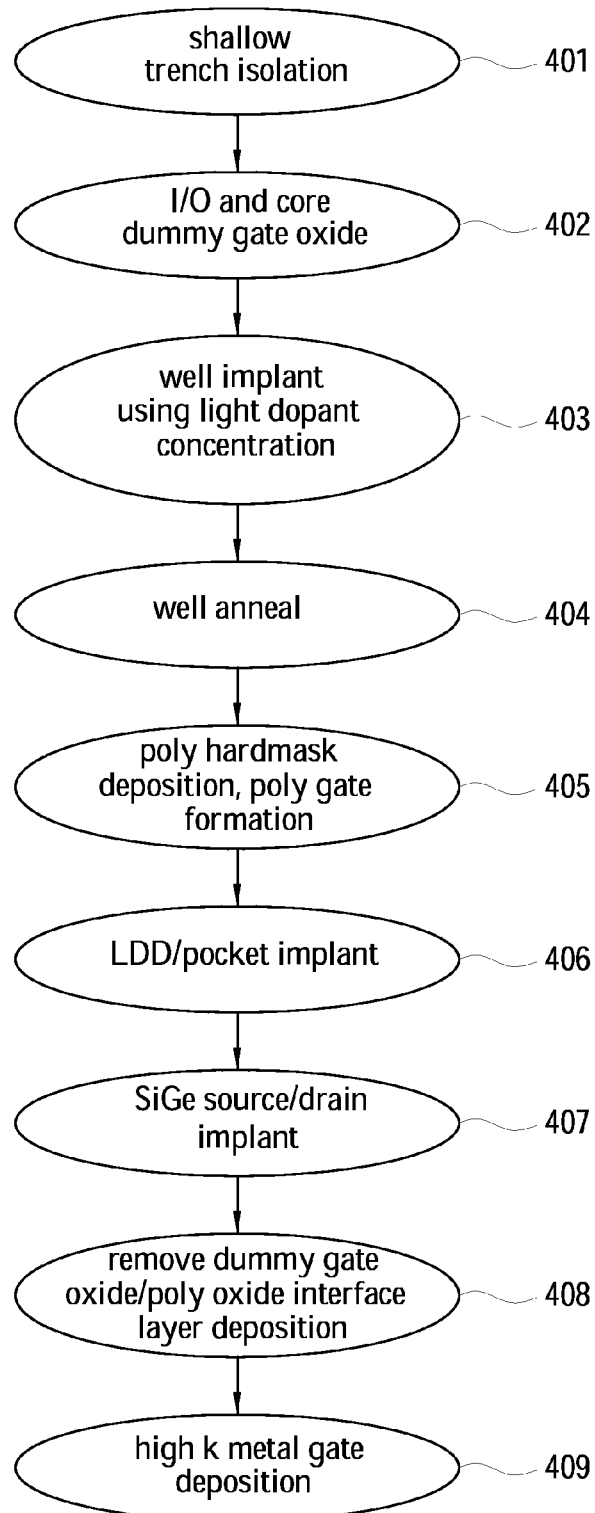 shallow
trench isolation
401
I/O and core
dummy gate oxide
402
well implant
using light dopant
concentration
403
well anneal
404
poly hardmask
deposition, poly gate
formation
405
LDD/pocket implant
406
SiGe source/drain
implant
407
remove dummy gate
oxide/poly oxide interface
layer deposition
408
high k metal gate
deposition
409